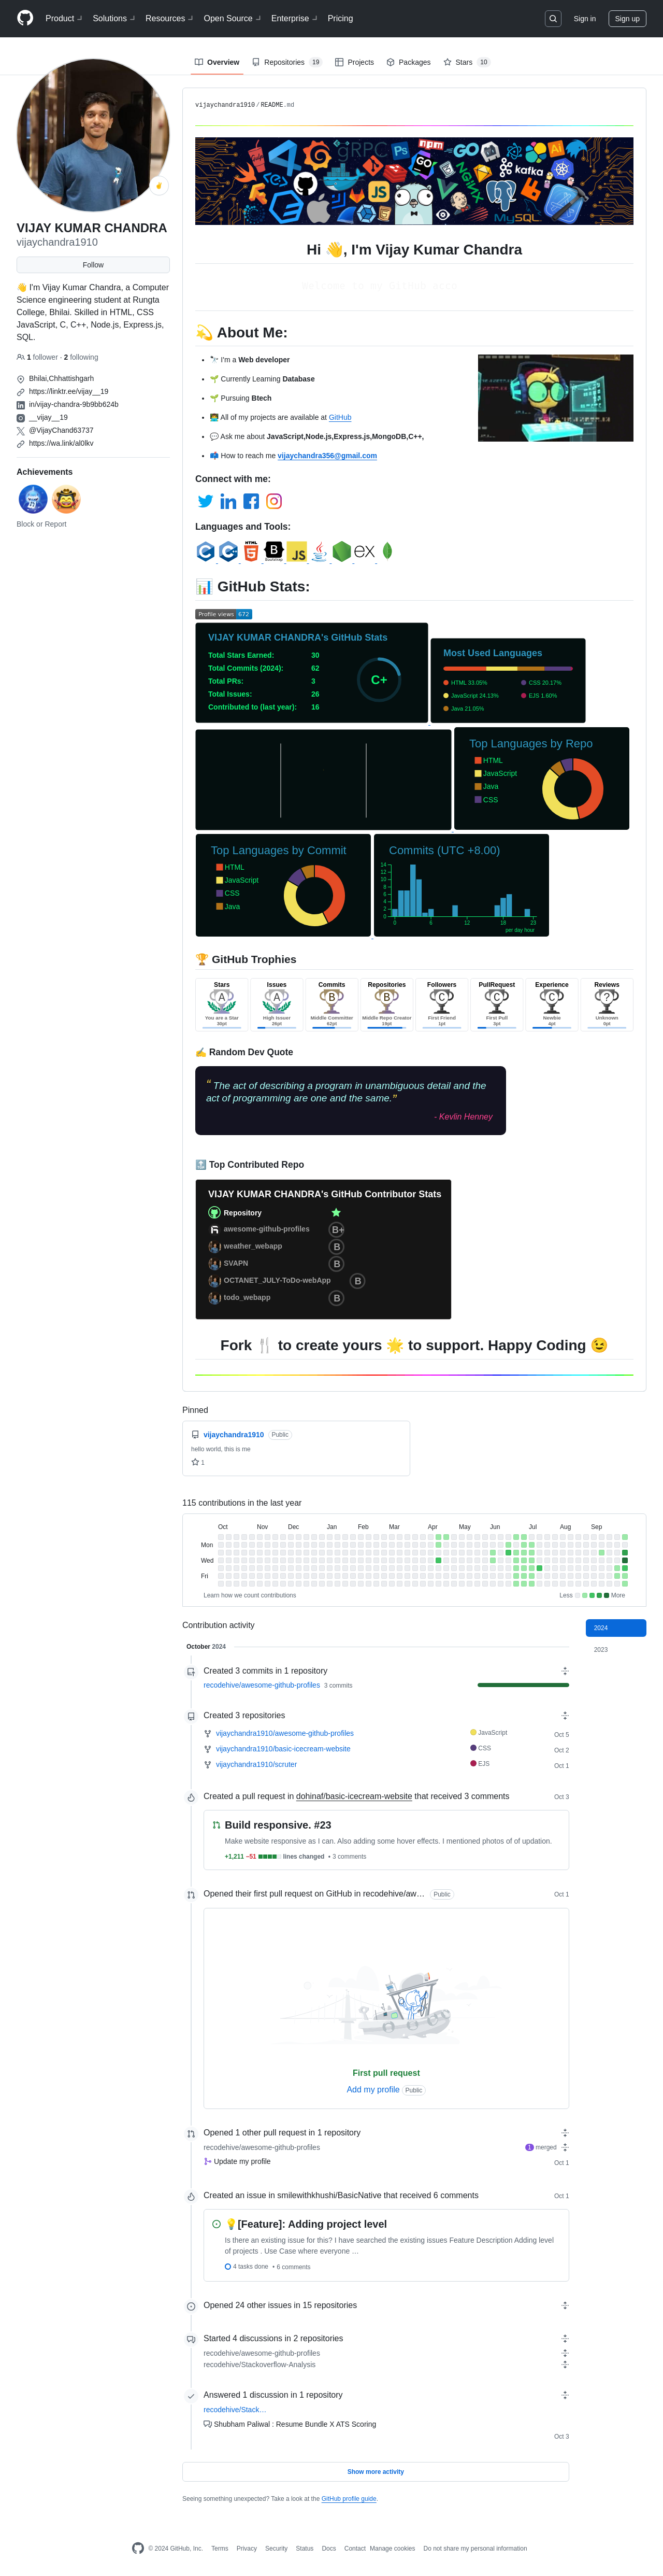 Product
Solutions
Resources
Open Source
Enterprise
Pricing
Sign in
Sign up
Overview
Repositories 19
Projects
Packages
Stars 10
VIJAY KUMAR CHANDRA
vijaychandra1910
Follow
👋 I'm Vijay Kumar Chandra, a Computer
Science engineering student at Rungta
College, Bhilai. Skilled in HTML, CSS
JavaScript, C, C++, Node.js, Express.js,
SQL.
1 follower · 2 following
Bhilai,Chhattishgarh
https://linktr.ee/vijay__19
in/vijay-chandra-9b9bb624b
__vijay__19
@VijayChand63737
https://wa.link/al0lkv
Achievements
Block or Report
vijaychandra1910/README.md
gRPC
npm
GO
NGINX
kafka
JS
MySQL
Hi 👋, I'm Vijay Kumar Chandra
💫 About Me:
🔭 I'm a Web developer
🌱 Currently Learning Database
🌱 Pursuing Btech
👨‍💻 All of my projects are available at GitHub
💬 Ask me about JavaScript,Node.js,Express.js,MongoDB,C++,
📫 How to reach me vijaychandra356@gmail.com
Connect with me:
Languages and Tools:
📊 GitHub Stats:
Profile views 672
VIJAY KUMAR CHANDRA's GitHub Stats
Total Stars Earned: 30
Total Commits (2024): 62
Total PRs: 3
Total Issues: 26
Contributed to (last year): 16
C+
Most Used Languages
HTML 33.05%
CSS 20.17%
JavaScript 24.13%
EJS 1.60%
Java 21.05%
Top Languages by Repo
HTML
JavaScript
Java
CSS
Top Languages by Commit
HTML
JavaScript
CSS
Java
Commits (UTC +8.00)
14
12
10
8
6
4
2
0
0 6 12 18 23
per day hour
🏆 GitHub Trophies
Stars
A
You are a Star
30pt
Issues
A
High Issuer
26pt
Commits
B
Middle Committer
62pt
Repositories
B
Middle Repo Creator
19pt
Followers
C
First Friend
1pt
PullRequest
C
First Pull
3pt
Experience
C
Newbie
4pt
Reviews
?
Unknown
0pt
✍️ Random Dev Quote
“ The act of describing a program in unambiguous detail and the
act of programming are one and the same.”
- Kevlin Henney
🔝 Top Contributed Repo
VIJAY KUMAR CHANDRA's GitHub Contributor Stats
Repository
awesome-github-profiles B+
weather_webapp B
SVAPN B
OCTANET_JULY-ToDo-webApp B
todo_webapp B
Fork 🍴 to create yours 🌟 to support. Happy Coding 😉
Pinned
vijaychandra1910 Public
hello world, this is me
1
115 contributions in the last year
Oct Nov Dec Jan Feb Mar Apr May Jun Jul Aug Sep
Mon
Wed
Fri
Learn how we count contributions
Less More
Contribution activity
2024
2023
October 2024
Created 3 commits in 1 repository
recodehive/awesome-github-profiles 3 commits
Created 3 repositories
vijaychandra1910/awesome-github-profiles JavaScript Oct 5
vijaychandra1910/basic-icecream-website CSS Oct 2
vijaychandra1910/scruter EJS Oct 1
Created a pull request in dohinaf/basic-icecream-website that received 3 comments Oct 3
Build responsive. #23
Make website responsive as I can. Also adding some hover effects. I mentioned photos of of updation.
+1,211 −51 lines changed • 3 comments
Opened their first pull request on GitHub in recodehive/aw… Public Oct 1
First pull request
Add my profile Public
Opened 1 other pull request in 1 repository
recodehive/awesome-github-profiles 1 merged
Update my profile Oct 1
Created an issue in smilewithkhushi/BasicNative that received 6 comments Oct 1
💡[Feature]: Adding project level
Is there an existing issue for this? I have searched the existing issues Feature Description Adding level
of projects . Use Case where everyone …
4 tasks done • 6 comments
Opened 24 other issues in 15 repositories
Started 4 discussions in 2 repositories
recodehive/awesome-github-profiles
recodehive/Stackoverflow-Analysis
Answered 1 discussion in 1 repository
recodehive/Stack…
Shubham Paliwal : Resume Bundle X ATS Scoring
Oct 3
Show more activity
Seeing something unexpected? Take a look at the GitHub profile guide.
© 2024 GitHub, Inc.
Terms
Privacy
Security
Status
Docs
Contact
Manage cookies
Do not share my personal information